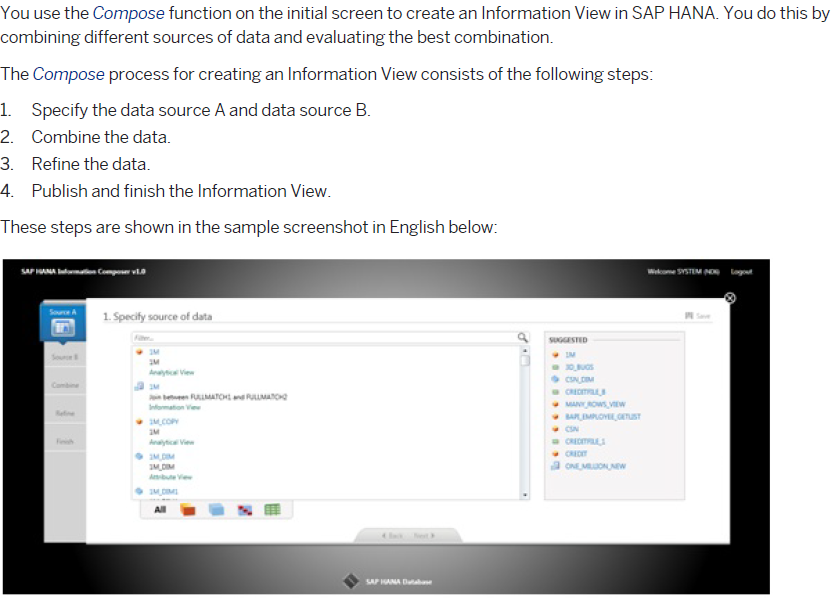 You use the Compose function on the initial screen to create an Information View in SAP HANA. You do this by
combining different sources of data and evaluating the best combination.
The Compose process for creating an Information View consists of the following steps:
1. Specify the data source A and data source B.
2. Combine the data.
3. Refine the data.
4. Publish and finish the Information View.
These steps are shown in the sample screenshot in English below:
SAP HANA Information Composer v1.0
Welcome SYSTEM (NDK) Logout
Source A
Source B
Combine
Refine
Finish
1. Specify source of data
Save
Filter...
1M
1M
Analytical View
1M
Join between FULLMATCH1 and FULLMATCH2
Information View
1M_COPY
1M
Analytical View
1M_DIM
1M_DIM
Attribute View
1M_DIM1
All
SUGGESTED
1M
3D_BUGS
CSN_DIM
CREDITFILE_8
MANY_ROWS_VIEW
BAPI_EMPLOYEE_GETLIST
CSN
CREDITFILE_1
CREDIT
ONE_MILLION_NEW
Back Next
SAP HANA Database